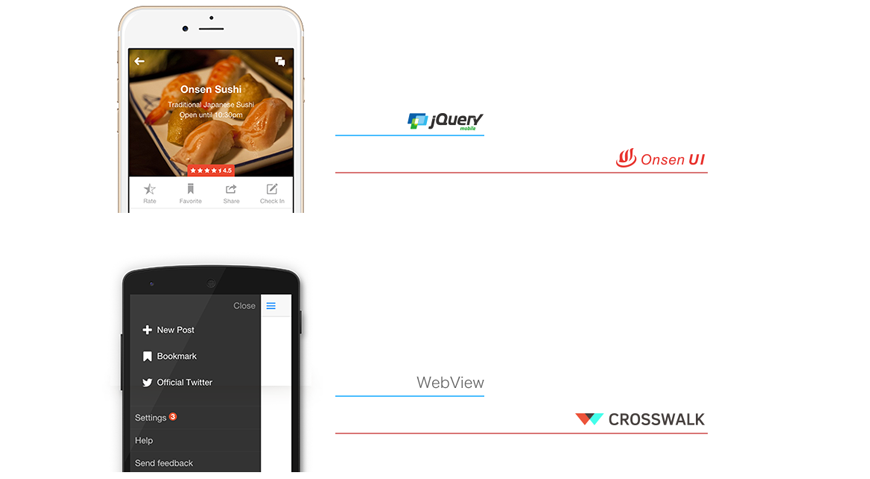 Onsen Sushi
Traditional Japanese Sushi
Open until 10:30pm
4.5
Rate Favorite Share Check In
jQuery
mobile
Onsen UI
Close
New Post
Bookmark
Official Twitter
Settings 3
Help
Send feedback
WebView
CROSSWALK